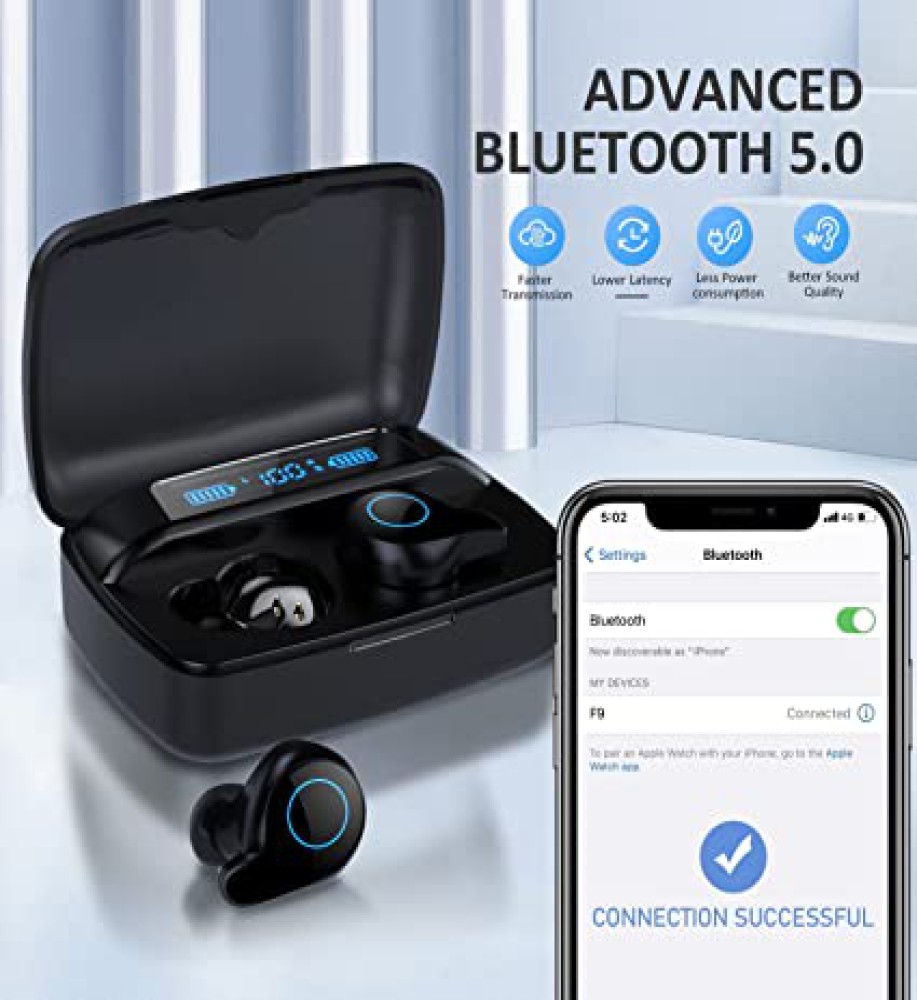 ADVANCED
BLUETOOTH 5.0
Faster
Transmission
Lower Latency
Less Power
consumption
Better Sound
Quality
100
5:02
4G
Settings
Bluetooth
Bluetooth
Now discoverable as "iPhone"
MY DEVICES
F9
Connected
To pair an Apple Watch with your iPhone, go to the Apple
Watch app.
CONNECTION SUCCESSFUL